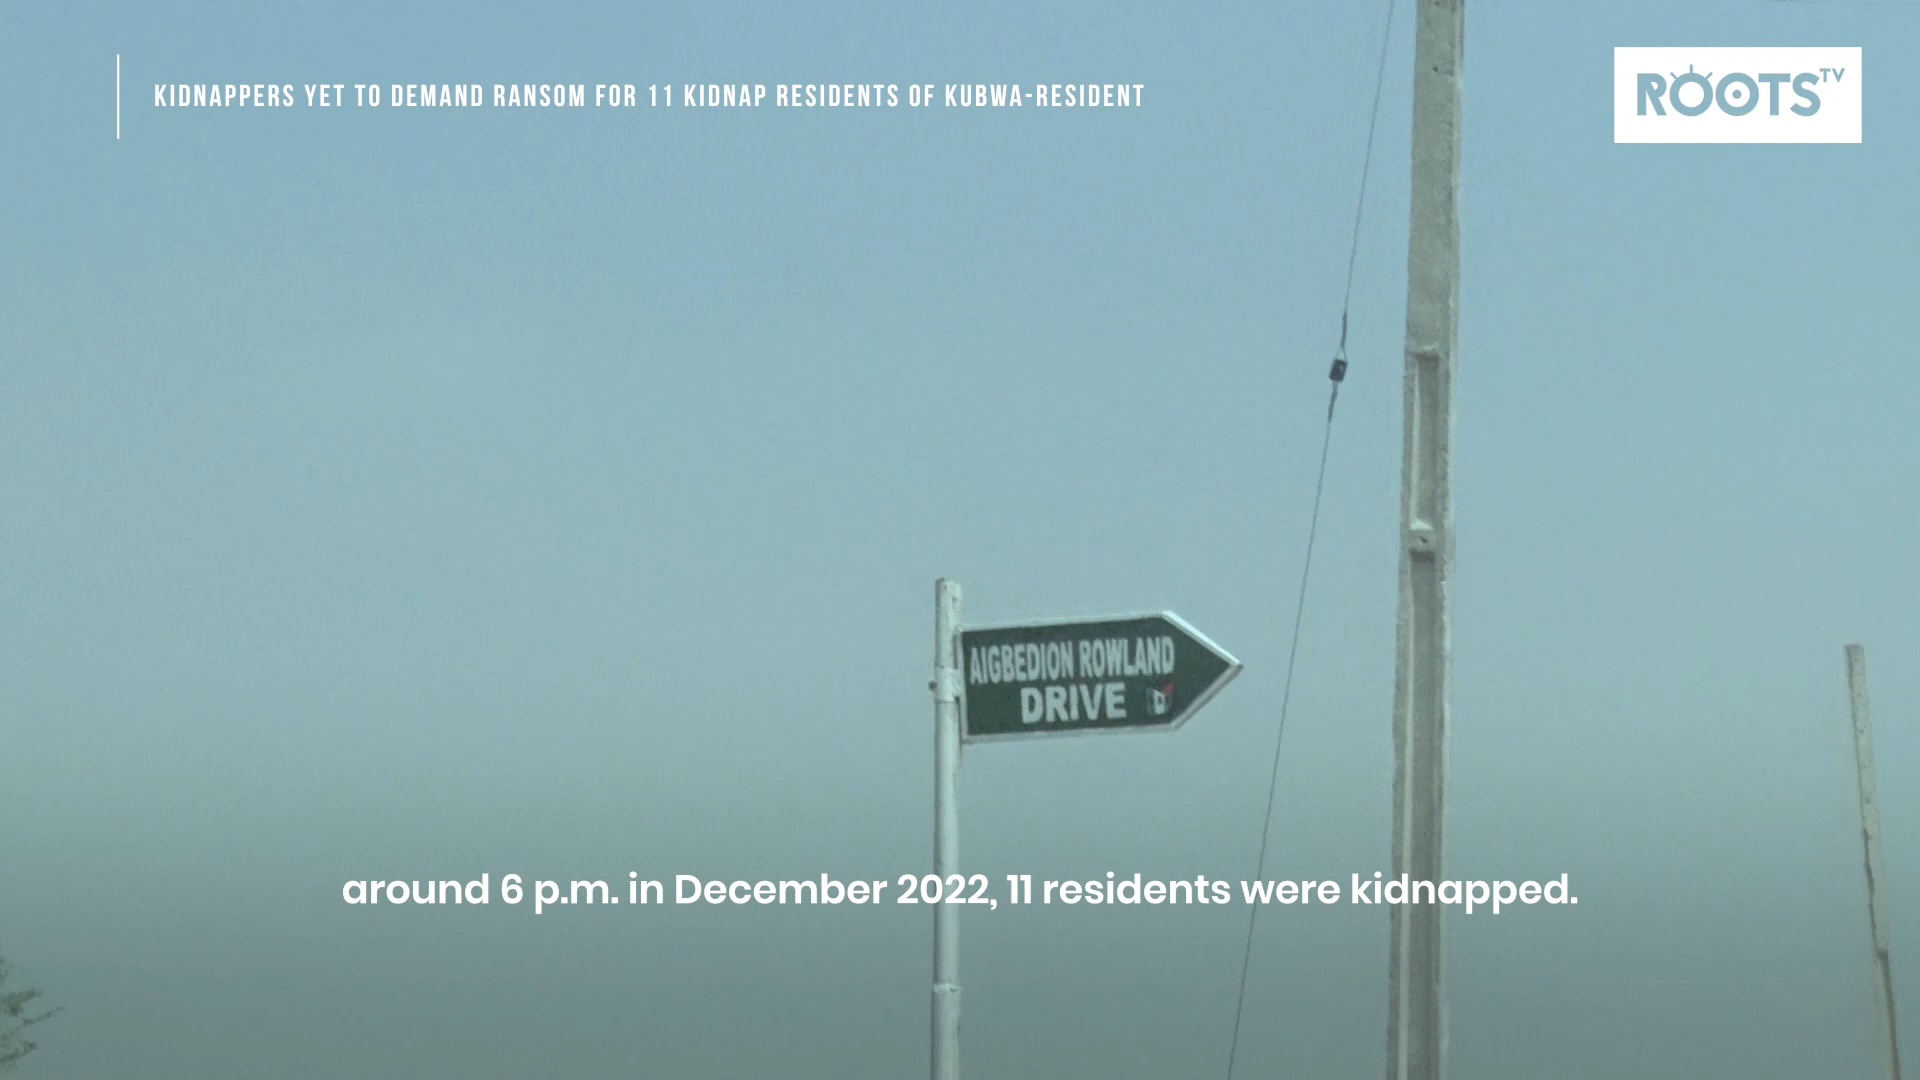 KIDNAPPERS YET TO DEMAND RANSOM FOR 11 KIDNAP RESIDENTS OF KUBWA-RESIDENT
ROOTS TV
AIGBEDION ROWLAND
DRIVE
around 6 p.m. in December 2022, 11 residents were kidnapped.